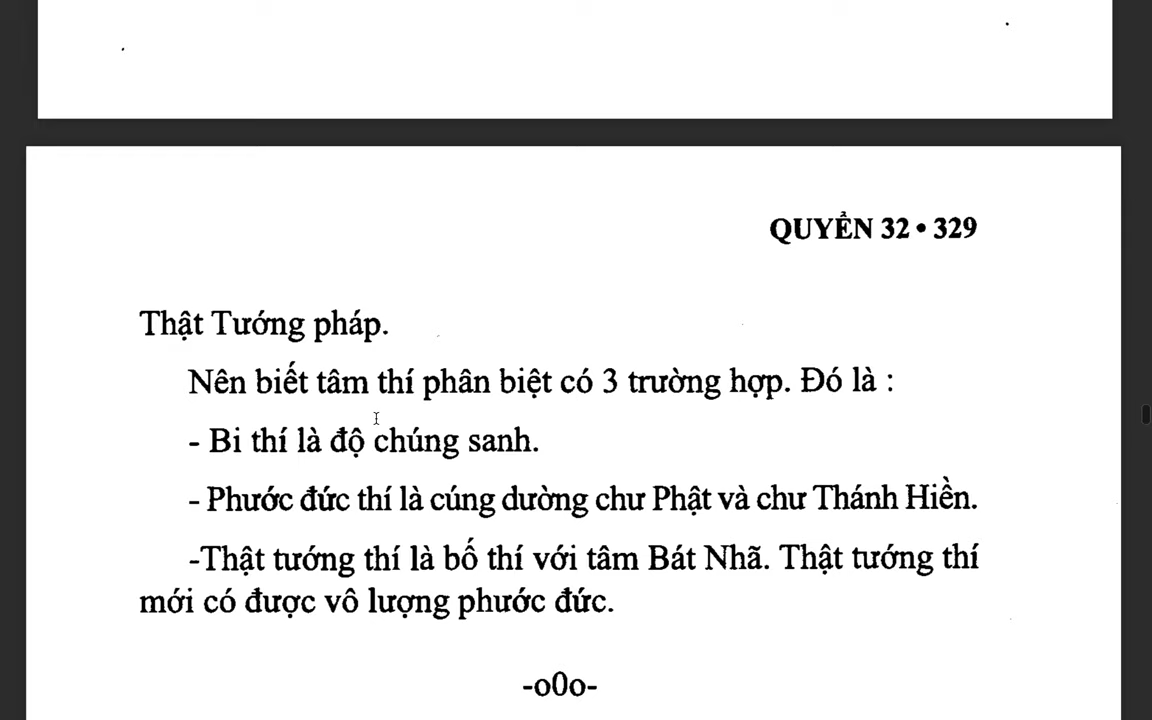 QUYỂN 32 • 329
Thật Tướng pháp.
Nên biết tâm thí phân biệt có 3 trường hợp. Đó là :
- Bi thí là độ chúng sanh.
- Phước đức thí là cúng dường chư Phật và chư Thánh Hiền.
-Thật tướng thí là bố thí với tâm Bát Nhã. Thật tướng thí
mới có được vô lượng phước đức.
-o0o-